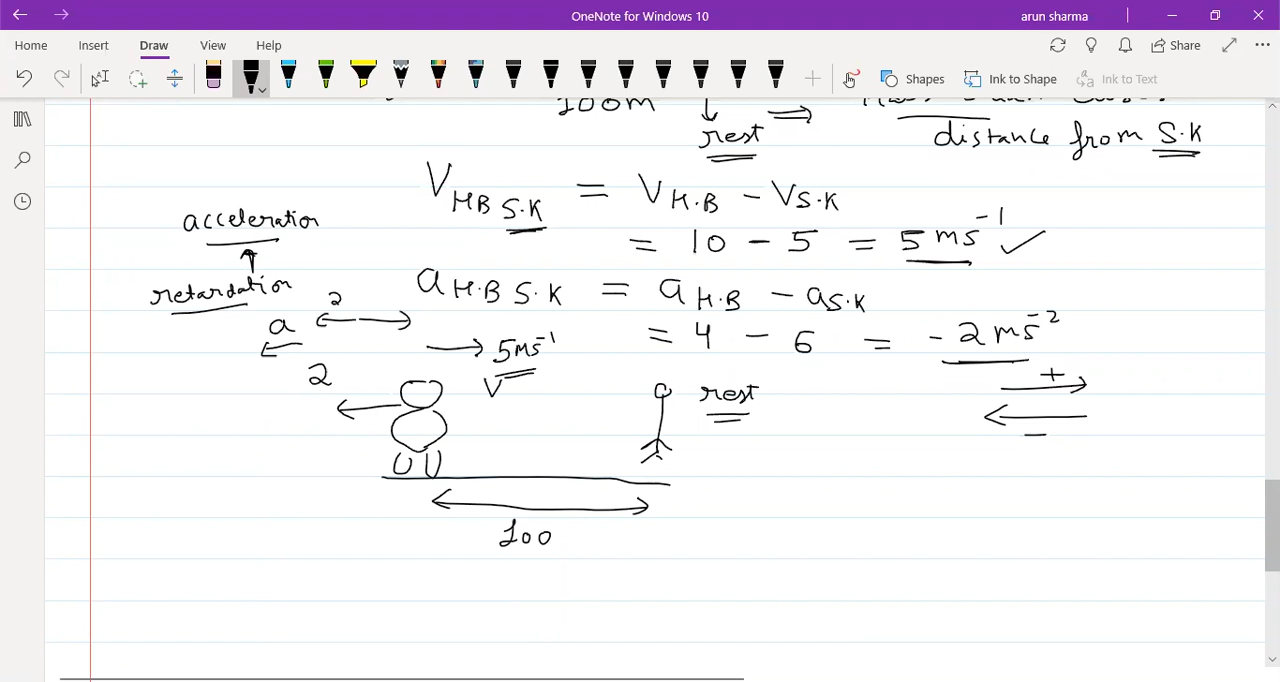 OneNote for Windows 10
arun sharma
Home Insert Draw View Help
Share
Shapes Ink to Shape Ink to Text
100m
rest
distance from S.K
V HB S.K = V H.B - V S.K
acceleration
= 10 - 5 = 5 ms⁻¹
retardation
a H.B S.K = a H.B - a S.K
2
a
= 4 - 6 = -2 ms⁻²
5ms⁻¹
2
V
rest
+
-
100